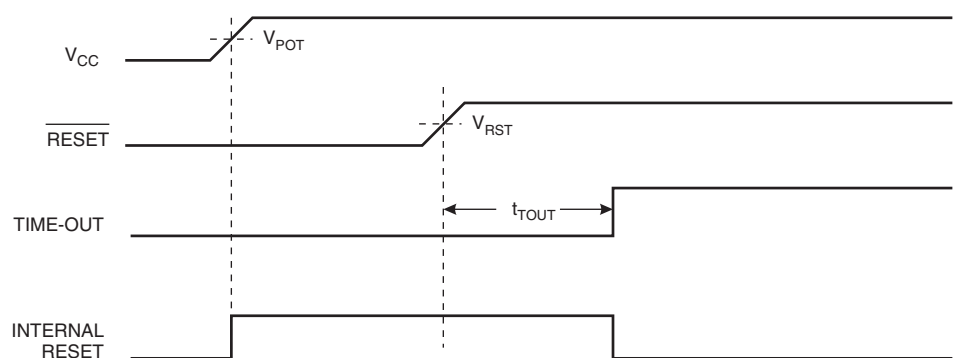 V_CC
V_POT
RESET
V_RST
TIME-OUT
t_TOUT
INTERNAL
RESET